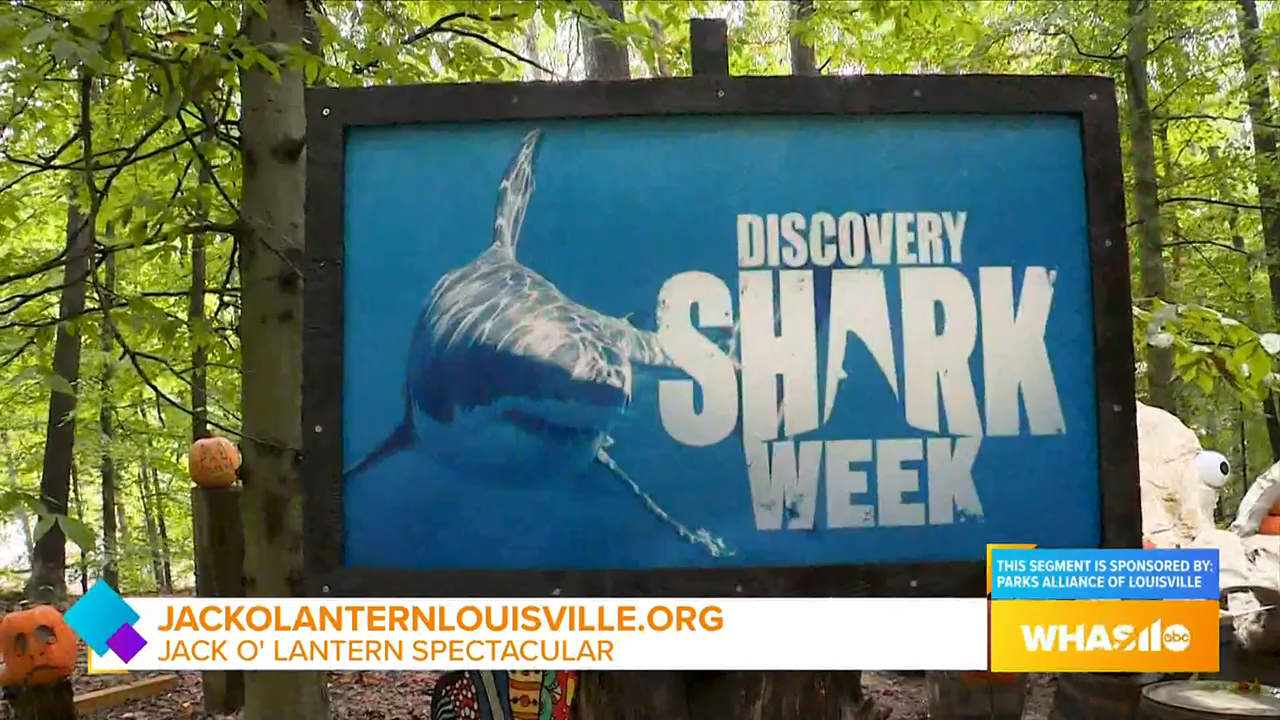 DISCOVERY
SHARK
WEEK
THIS SEGMENT IS SPONSORED BY:
PARKS ALLIANCE OF LOUISVILLE
JACKOLANTERNLOUISVILLE.ORG
JACK O' LANTERN SPECTACULAR
WHAS11 abc